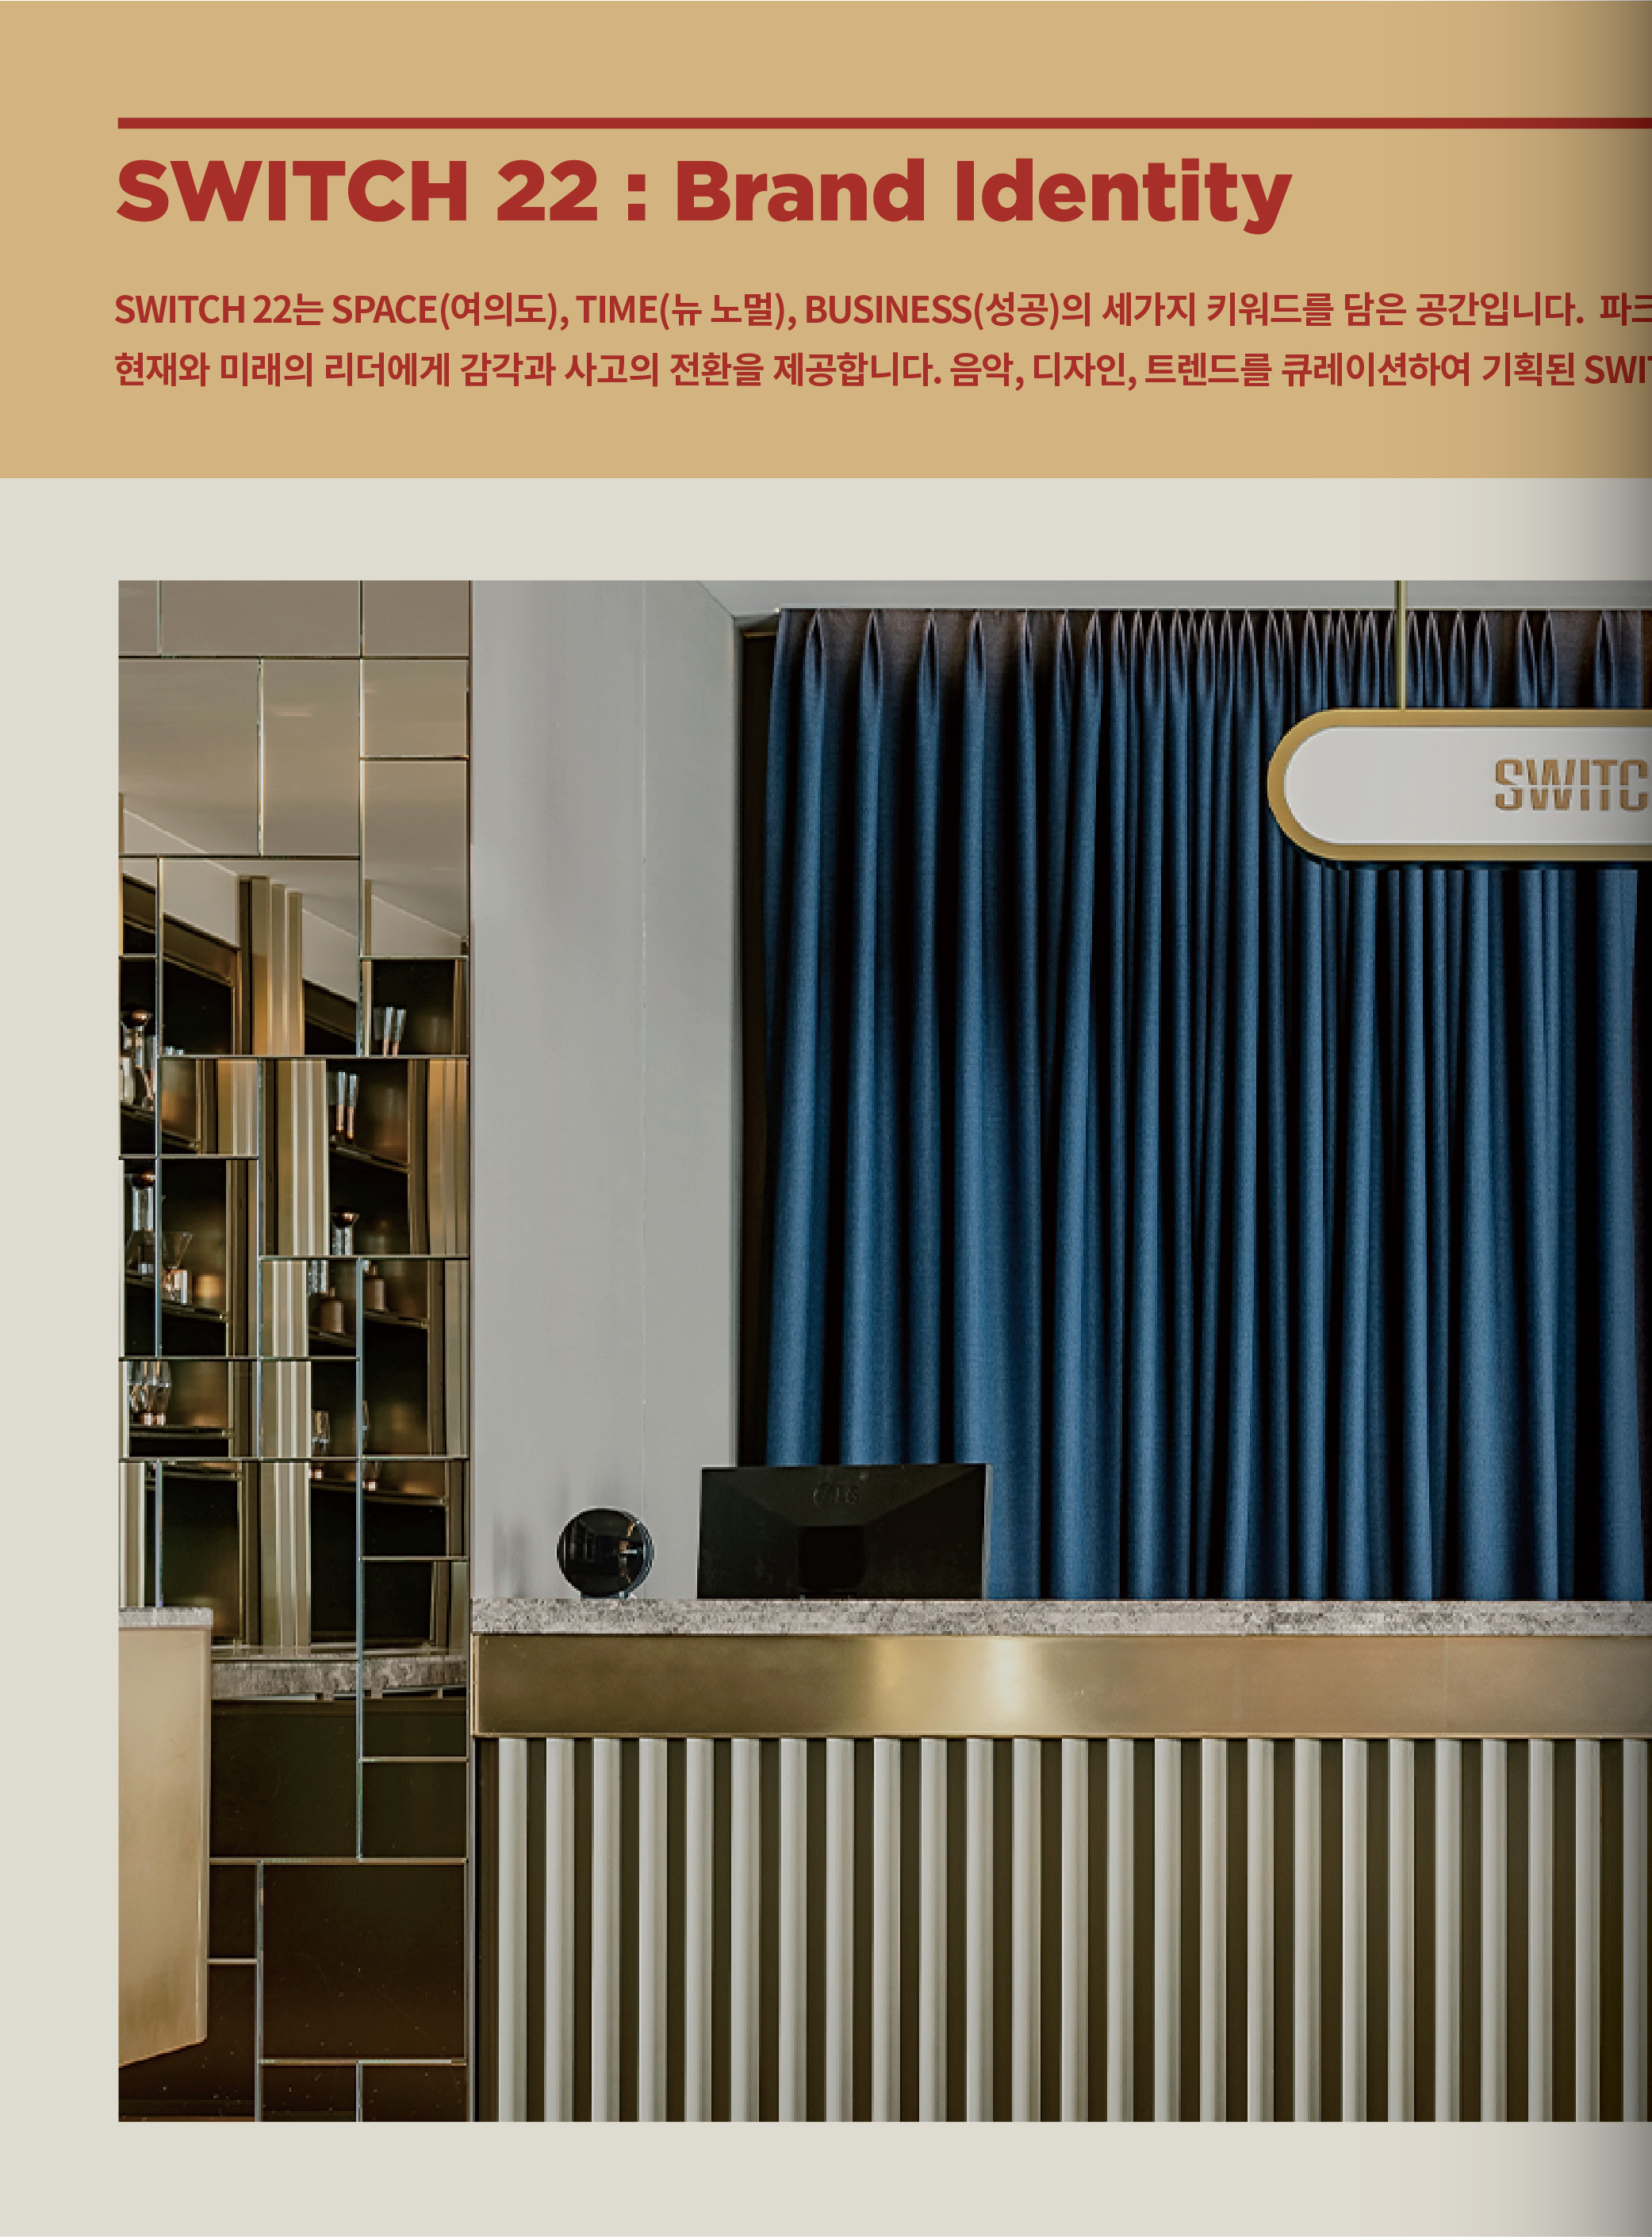 SWITCH 22 : Brand Identity
SWITCH 22는 SPACE(여의도), TIME(뉴 노멀), BUSINESS(성공)의 세가지 키워드를 담은 공간입니다. 파크
현재와 미래의 리더에게 감각과 사고의 전환을 제공합니다. 음악, 디자인, 트렌드를 큐레이션하여 기획된 SWIT
SWITC
LG